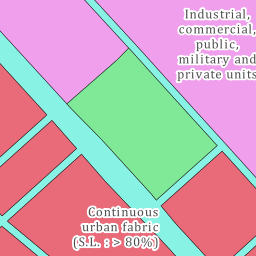 Industrial,
commercial,
public,
military and
private units
Continuous
urban fabric
(S.L. : > 80%)